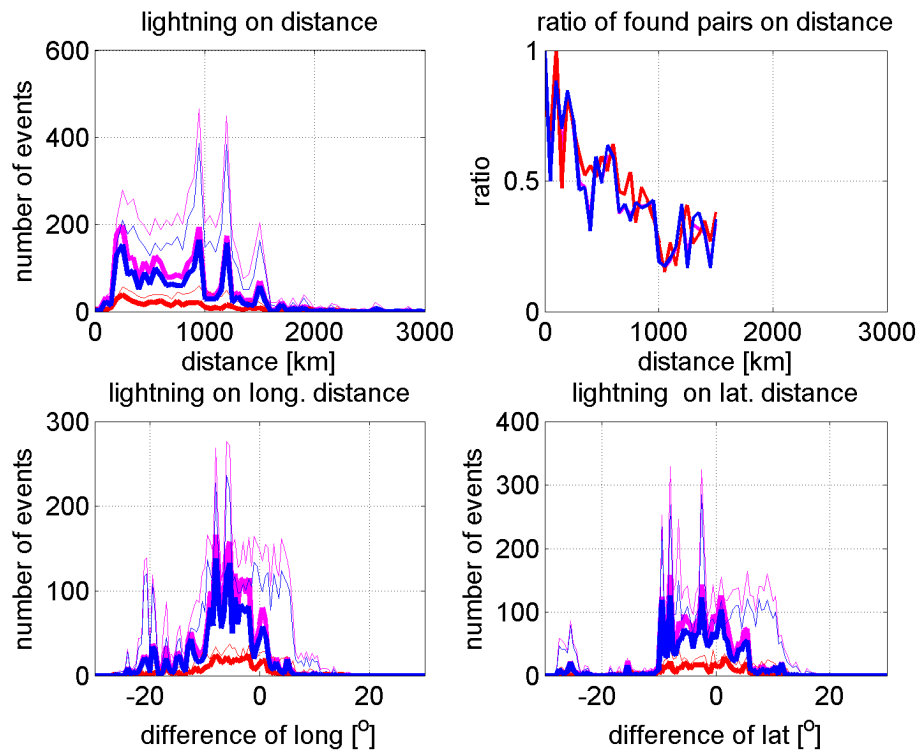 lightning on distance
number of events
600
400
200
0
0
1000
2000
3000
distance [km]
ratio of found pairs on distance
ratio
1
0.5
0
0
1000
2000
3000
distance [km]
lightning on long. distance
number of events
300
200
100
0
-20
0
20
difference of long [o]
lightning on lat. distance
number of events
400
300
200
100
0
-20
0
20
difference of lat [o]